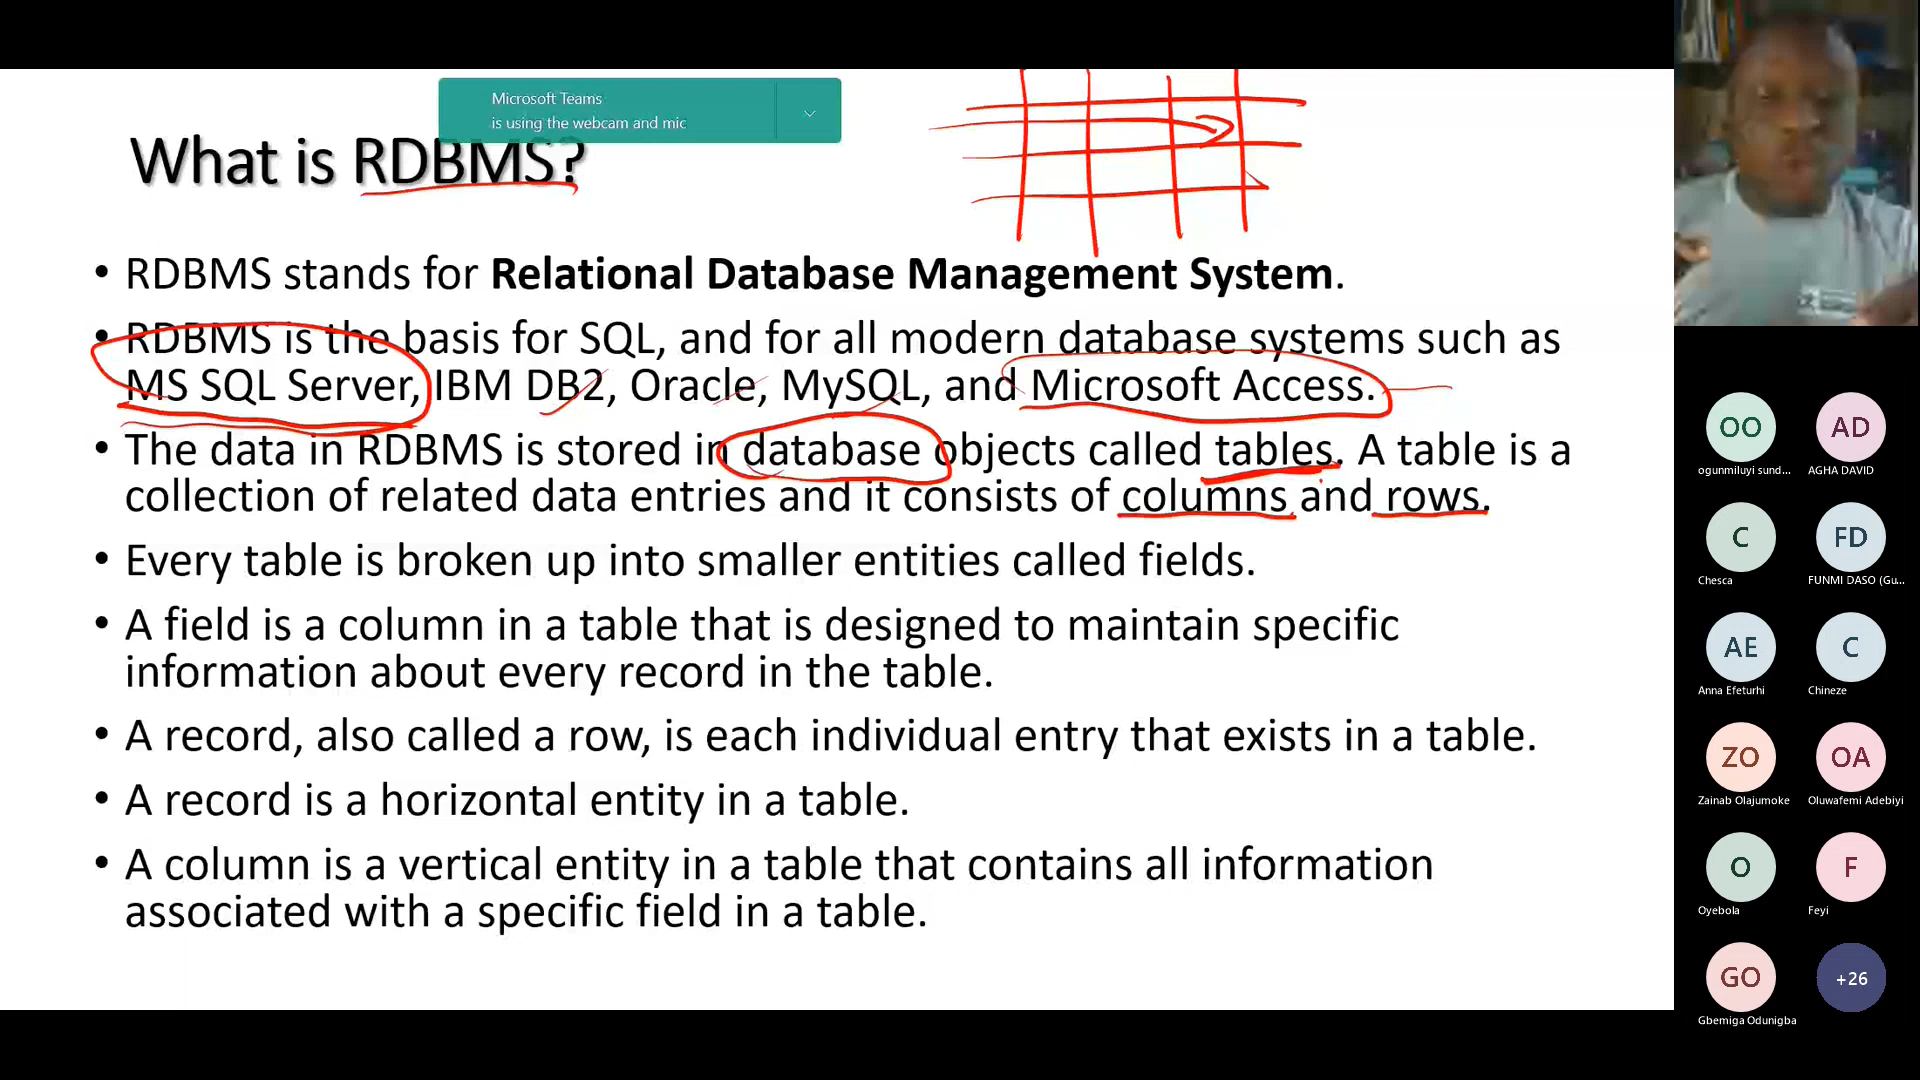 Microsoft Teams
is using the webcam and mic
What is RDBMS?
• RDBMS stands for Relational Database Management System.
• RDBMS is the basis for SQL, and for all modern database systems such as
MS SQL Server, IBM DB2, Oracle, MySQL, and Microsoft Access.
• The data in RDBMS is stored in database objects called tables. A table is a
collection of related data entries and it consists of columns and rows.
• Every table is broken up into smaller entities called fields.
• A field is a column in a table that is designed to maintain specific
information about every record in the table.
• A record, also called a row, is each individual entry that exists in a table.
• A record is a horizontal entity in a table.
• A column is a vertical entity in a table that contains all information
associated with a specific field in a table.
OO AD
ogunmiluyi sund... AGHA DAVID
C FD
Chesca FUNMI DASO (Gu...
AE C
Anna Efeturhi Chineze
ZO OA
Zainab Olajumoke Oluwafemi Adebiyi
O F
Oyebola Feyi
GO +26
Gbemiga Odunigba